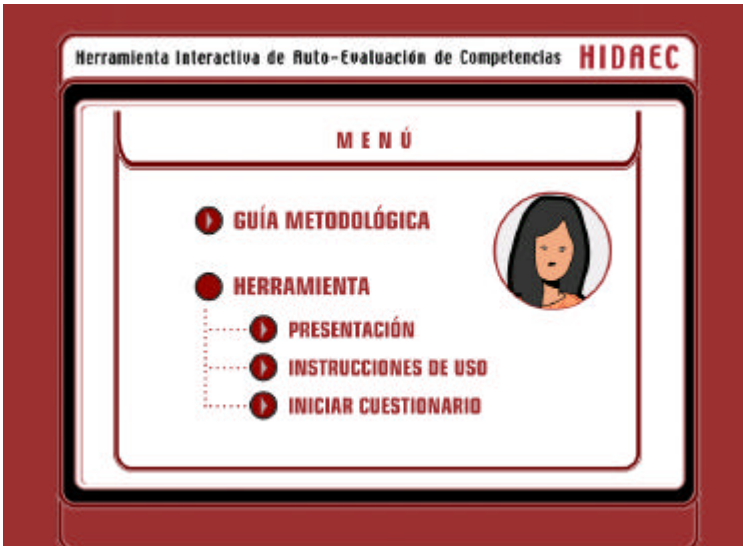 Herramienta Interactiva de Auto-Evaluación de Competencias HIDAEC
MENÚ
GUÍA METODOLÓGICA
HERRAMIENTA
PRESENTACIÓN
INSTRUCCIONES DE USO
INICIAR CUESTIONARIO